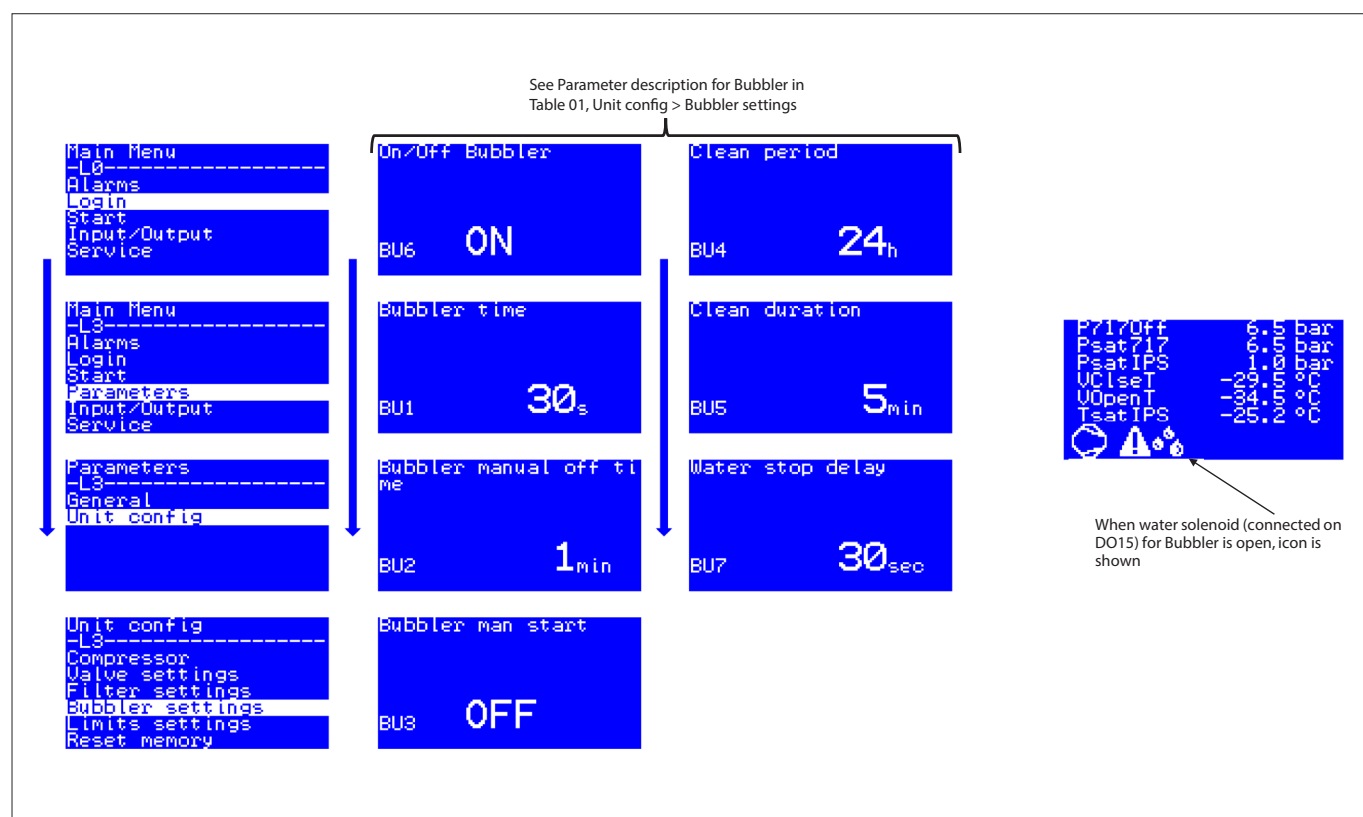 See Parameter description for Bubbler in
Table 01, Unit config > Bubbler settings
Main Menu
-L0--------------------
Alarms
Login
Start
Input/Output
Service
Main Menu
-L3--------------------
Alarms
Login
Start
Parameters
Input/Output
Service
Parameters
-L3--------------------
General
Unit config
Unit config
-L3--------------------
Compressor
Valve settings
Filter settings
Bubbler settings
Limits settings
Reset memory
On/Off Bubbler
BU6 ON
Bubbler time
BU1 30s
Bubbler manual off ti
me
BU2 1min
Bubbler man start
BU3 OFF
Clean period
BU4 24h
Clean duration
BU5 5min
Water stop delay
BU7 30sec
P717Off 6.5 bar
Psat717 6.5 bar
PsatIPS 1.0 bar
VClseT -29.5 °C
VOpenT -34.5 °C
TsatIPS -25.2 °C
When water solenoid (connected on
DO15) for Bubbler is open, icon is
shown